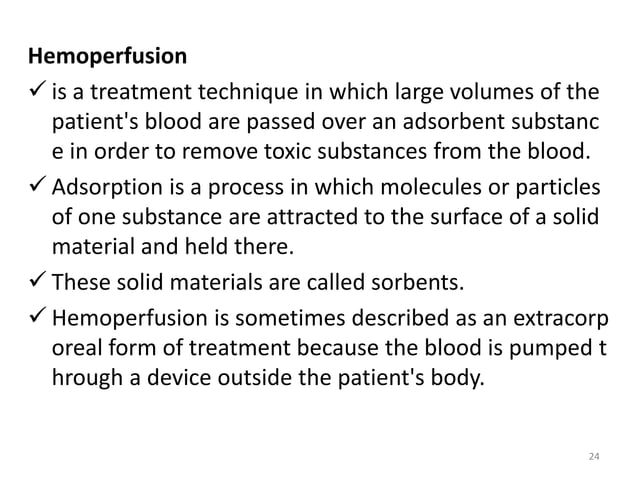 Hemoperfusion
✓ is a treatment technique in which large volumes of the
patient's blood are passed over an adsorbent substanc
e in order to remove toxic substances from the blood.
✓ Adsorption is a process in which molecules or particles
of one substance are attracted to the surface of a solid
material and held there.
✓ These solid materials are called sorbents.
✓ Hemoperfusion is sometimes described as an extracorp
oreal form of treatment because the blood is pumped t
hrough a device outside the patient's body.
24